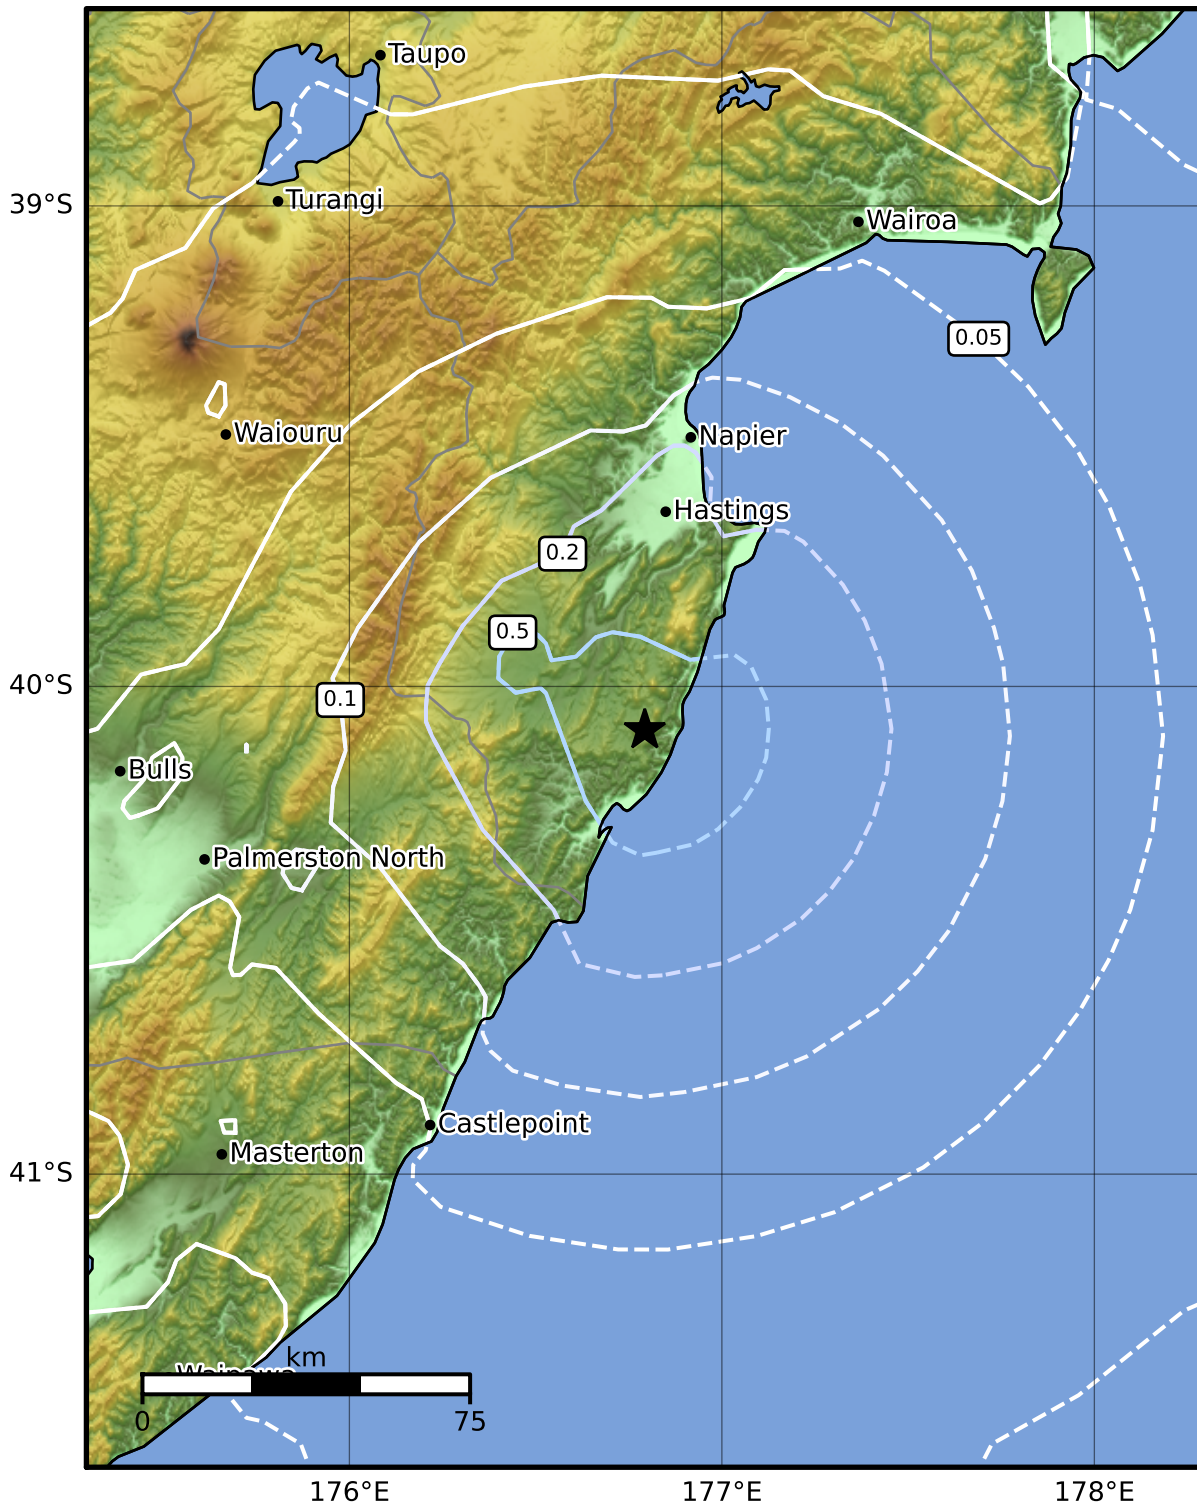 Taupo
39°S
Turangi
Wairoa
0.05
Waiouru
Napier
Hastings
0.2
0.5
40°S
0.1
Bulls
Palmerston North
Castlepoint
Masterton
41°S
km
0
75
176°E
177°E
178°E